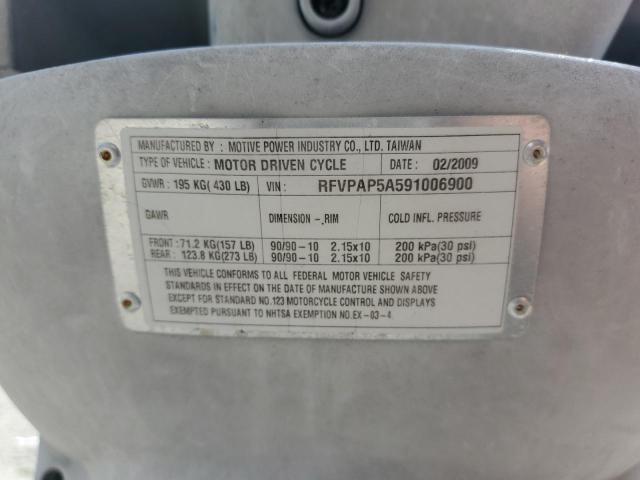 MANUFACTURED BY : MOTIVE POWER INDUSTRY CO., LTD. TAIWAN
TYPE OF VEHICLE : MOTOR DRIVEN CYCLE DATE : 02/2009
GVWR : 195 KG( 430 LB) VIN : RFVPAP5A591006900
GAWR DIMENSION - RIM COLD INFL. PRESSURE
FRONT : 71.2 KG(157 LB) 90/90-10 2.15x10 200 kPa(30 psi)
REAR : 123.8 KG(273 LB) 90/90-10 2.15x10 200 kPa(30 psi)
THIS VEHICLE CONFORMS TO ALL FEDERAL MOTOR VEHICLE SAFETY
STANDARDS IN EFFECT ON THE DATE OF MANUFACTURE SHOWN ABOVE
EXCEPT FOR STANDARD NO.123 MOTORCYCLE CONTROL AND DISPLAYS
EXEMPTED PURSUANT TO NHTSA EXEMPTION NO.EX-03-4